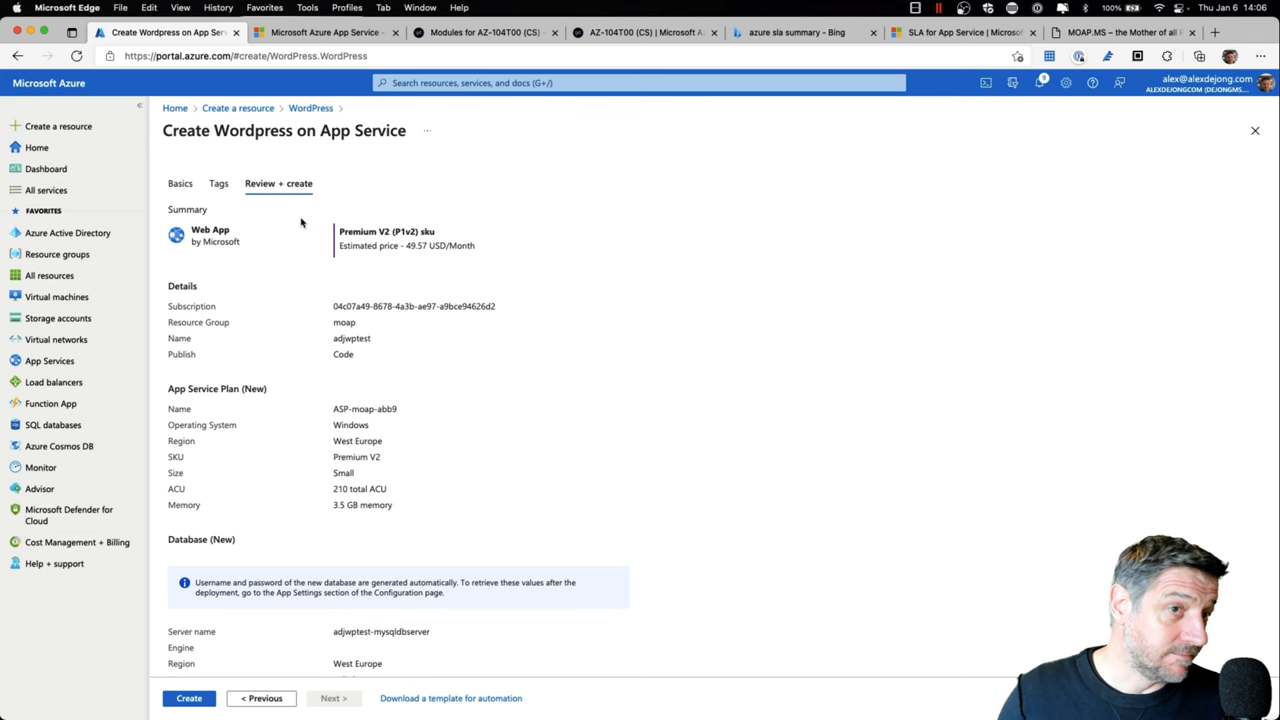 Microsoft Edge File Edit View History Favorites Tools Profiles Tab Window Help 100% Thu Jan 6 14:06
Create Wordpress on App Serv Microsoft Azure App Service - Modules for AZ-104T00 (CS) - AZ-104T00 (CS) | Microsoft Az azure sla summary - Bing SLA for App Service | Microsoft MOAP.MS – the Mother of all
https://portal.azure.com/#create/WordPress.WordPress
Microsoft Azure
Search resources, services, and docs (G+/)
9
alex@alexdejong.com
ALEXDEJONGCOM (DEJONGMS....
Home > Create a resource > WordPress >
Create Wordpress on App Service ...
Create a resource
Home
Dashboard
All services
FAVORITES
Azure Active Directory
Resource groups
All resources
Virtual machines
Storage accounts
Virtual networks
App Services
Load balancers
Function App
SQL databases
Azure Cosmos DB
Monitor
Advisor
Microsoft Defender for
Cloud
Cost Management + Billing
Help + support
Basics Tags Review + create
Summary
Web App
by Microsoft
Premium V2 (P1v2) sku
Estimated price - 49.57 USD/Month
Details
Subscription 04c07a49-8678-4a3b-ae97-a9bce94626d2
Resource Group moap
Name adjwptest
Publish Code
App Service Plan (New)
Name ASP-moap-abb9
Operating System Windows
Region West Europe
SKU Premium V2
Size Small
ACU 210 total ACU
Memory 3.5 GB memory
Database (New)
Username and password of the new database are generated automatically. To retrieve these values after the
deployment, go to the App Settings section of the Configuration page.
Server name adjwptest-mysqldbserver
Engine
Region West Europe
Create < Previous Next > Download a template for automation